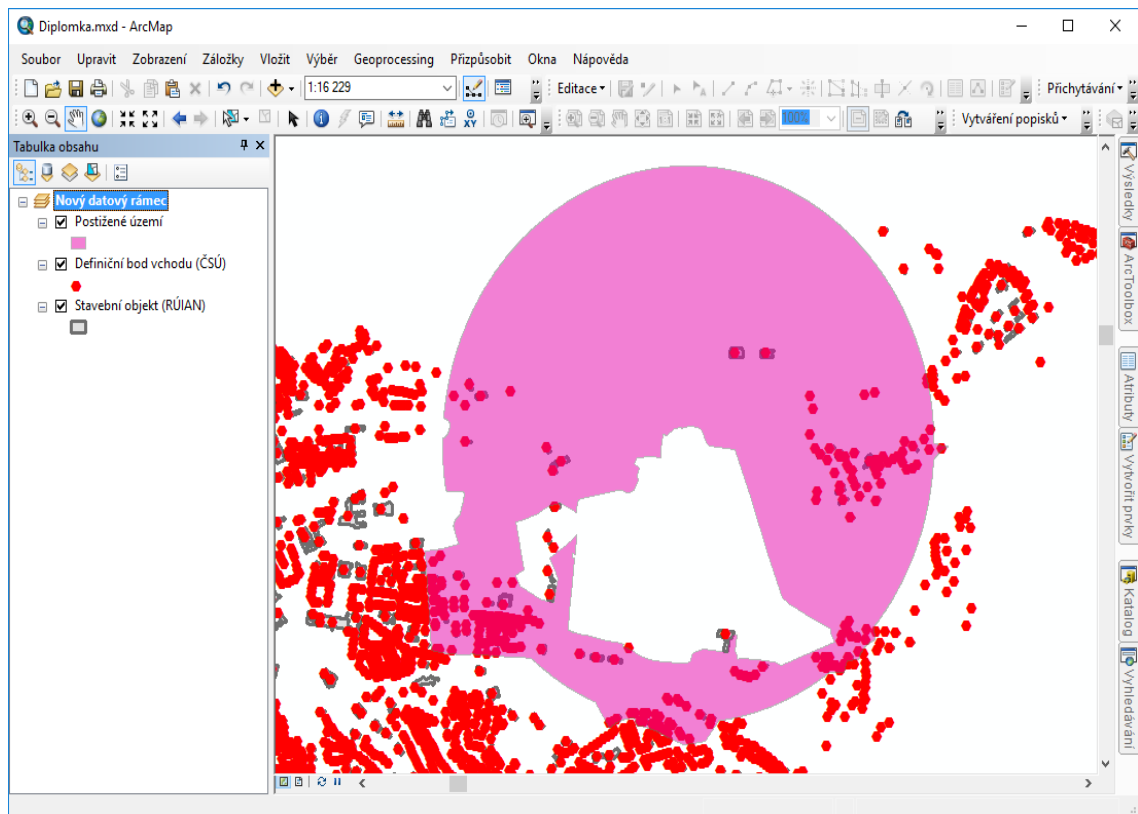 Diplomka.mxd - ArcMap
Soubor Upravit Zobrazení Záložky Vložit Výběr Geoprocessing Přizpůsobit Okna Nápověda
1:16 229 Editace Přichytávání
100% Vytváření popisků
Tabulka obsahu
Nový datový rámec
Postižené území
Definiční bod vchodu (ČSÚ)
Stavební objekt (RÚIAN)
Výsledky
ArcToolbox
Atributy
Vytvořit prvky
Katalog
Vyhledávání